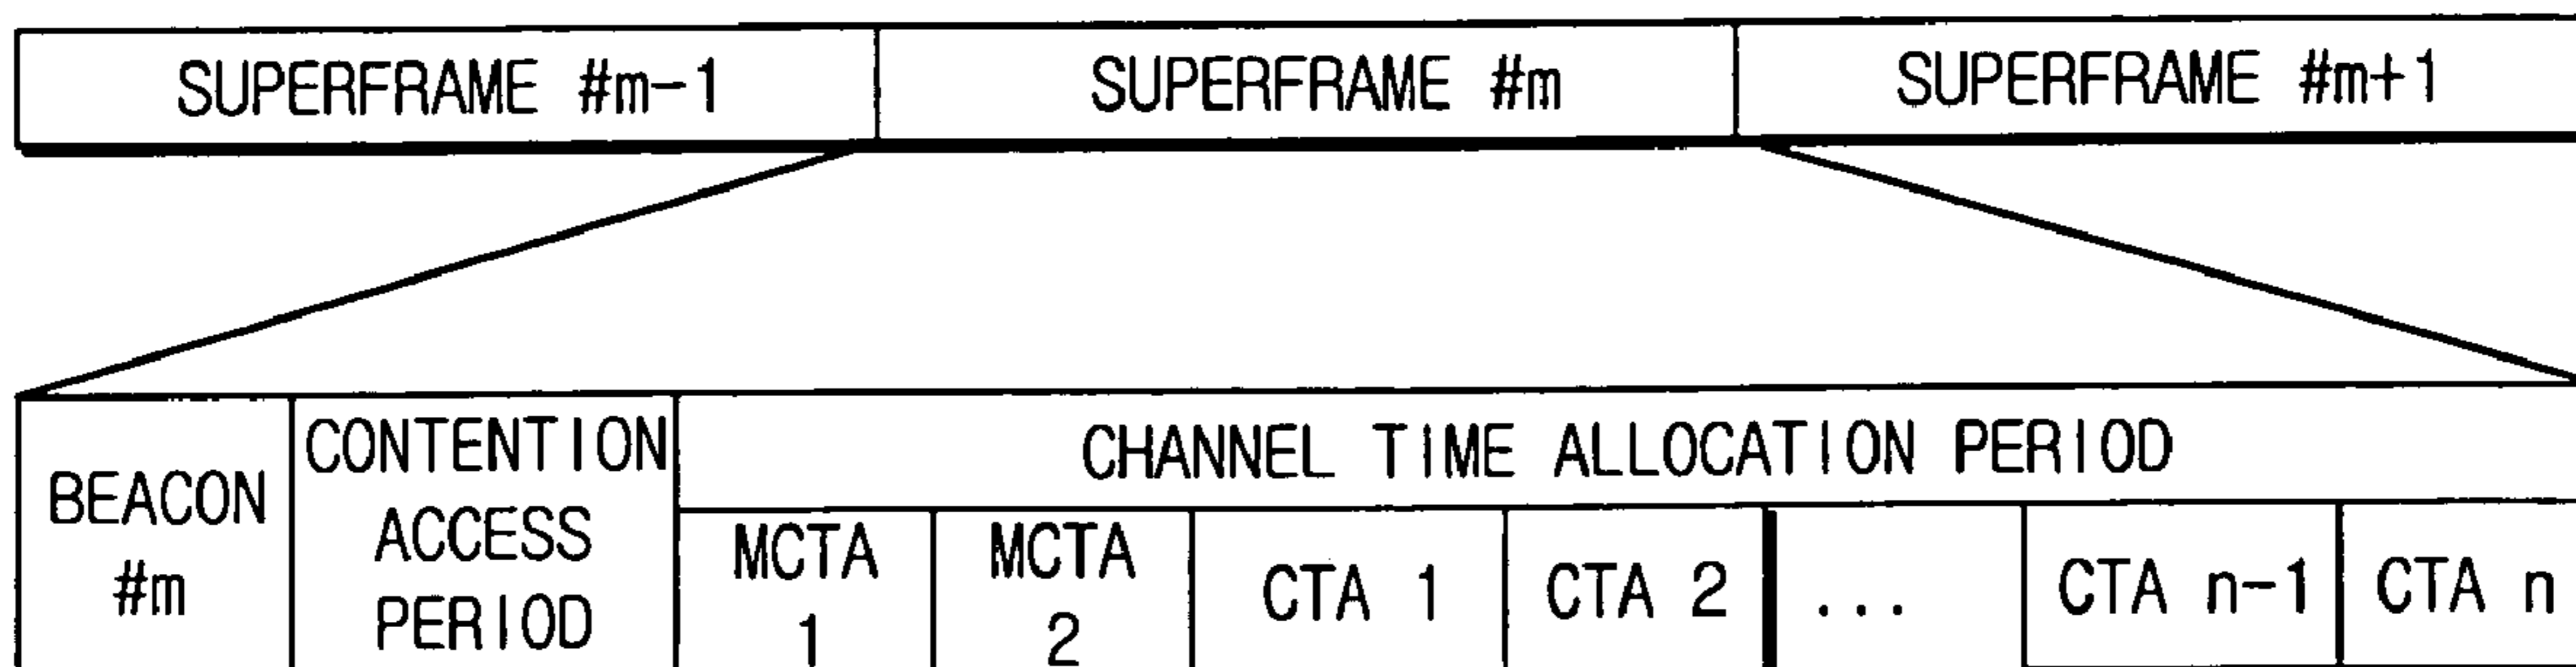 SUPERFRAME #m-1 SUPERFRAME #m SUPERFRAME #m+1
BEACON
#m
CONTENTION
ACCESS
PERIOD
CHANNEL TIME ALLOCATION PERIOD
MCTA
1
MCTA
2
CTA 1
CTA 2
...
CTA n-1
CTA n